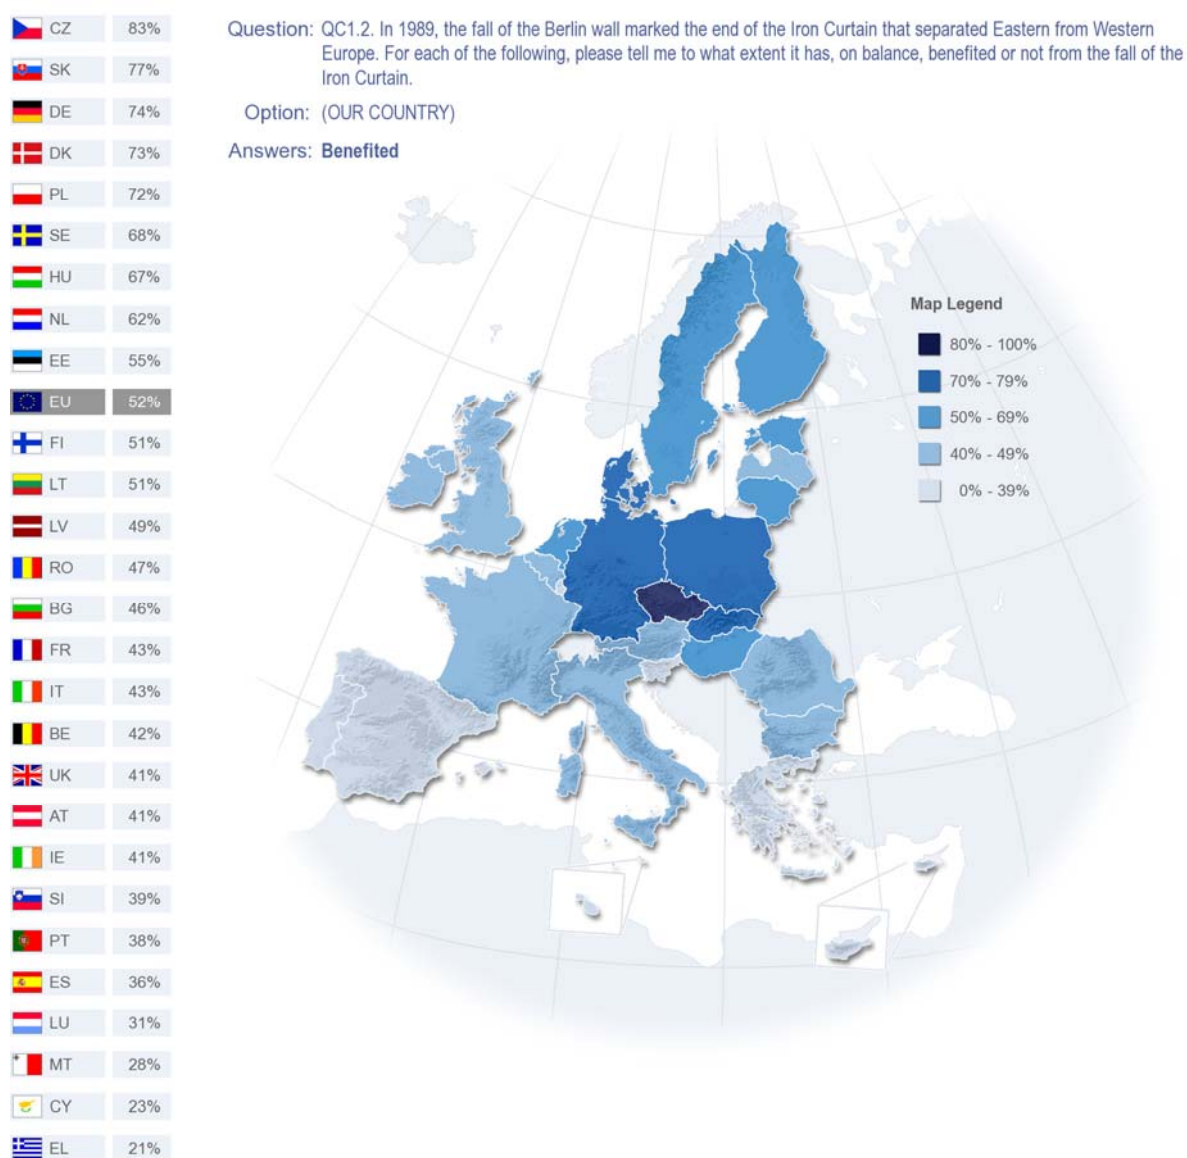 Question: QC1.2. In 1989, the fall of the Berlin wall marked the end of the Iron Curtain that separated Eastern from Western
Europe. For each of the following, please tell me to what extent it has, on balance, benefited or not from the fall of the
Iron Curtain.
Option: (OUR COUNTRY)
Answers: Benefited
CZ 83%
SK 77%
DE 74%
DK 73%
PL 72%
SE 68%
HU 67%
NL 62%
EE 55%
EU 52%
FI 51%
LT 51%
LV 49%
RO 47%
BG 46%
FR 43%
IT 43%
BE 42%
UK 41%
AT 41%
IE 41%
SI 39%
PT 38%
ES 36%
LU 31%
MT 28%
CY 23%
EL 21%
Map Legend
80% - 100%
70% - 79%
50% - 69%
40% - 49%
0% - 39%